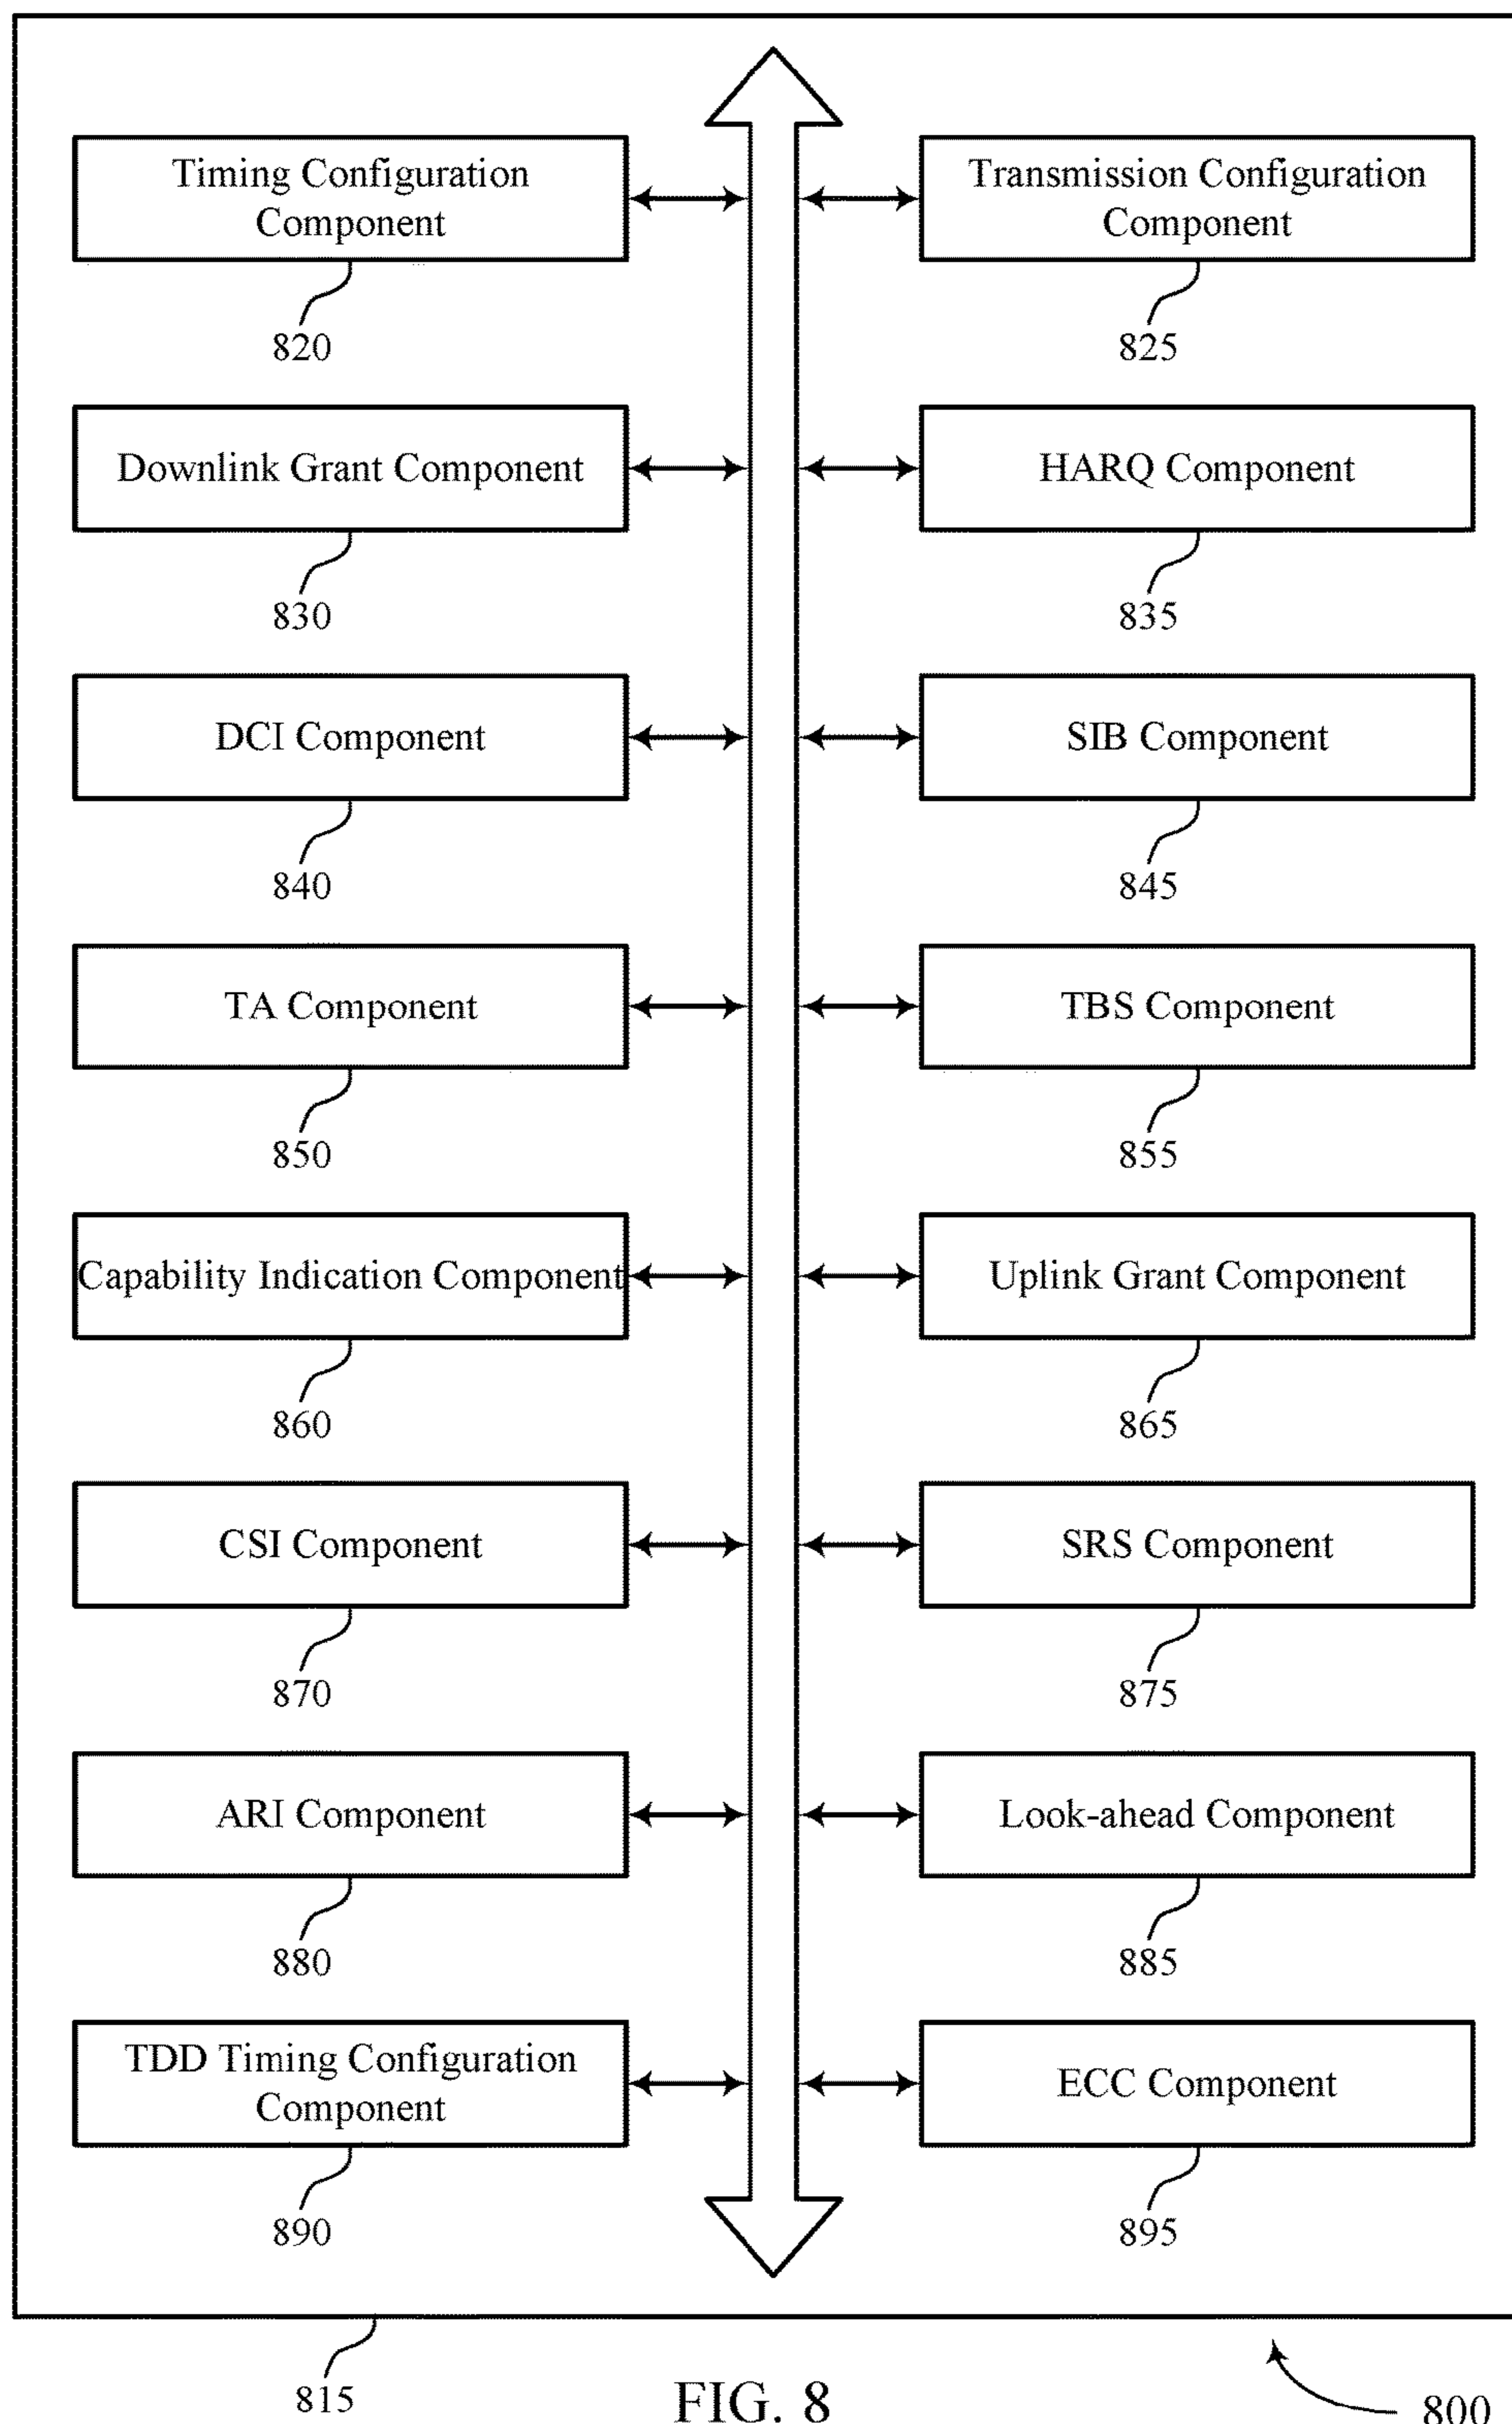 Timing Configuration
Component
820
Transmission Configuration
Component
825
Downlink Grant Component
830
HARQ Component
835
DCI Component
840
SIB Component
845
TA Component
850
TBS Component
855
Capability Indication Component
860
Uplink Grant Component
865
CSI Component
870
SRS Component
875
ARI Component
880
Look-ahead Component
885
TDD Timing Configuration
Component
890
ECC Component
895
815
FIG. 8
800